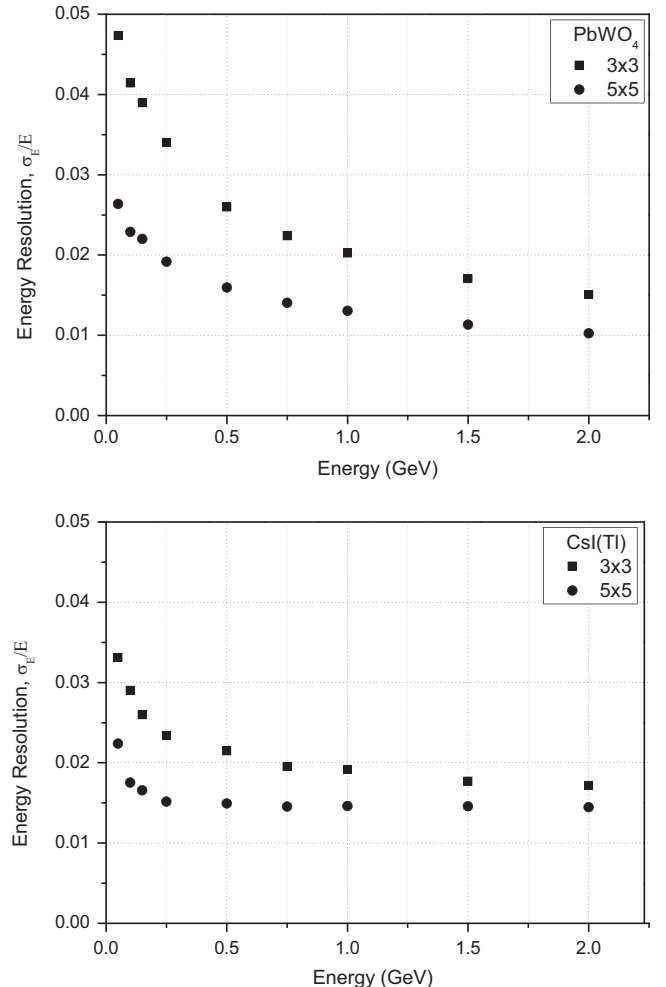 PbWO₄
3x3
5x5
0.05
0.04
0.03
0.02
0.01
0.00
Energy Resolution, σ_E/E
0.0 0.5 1.0 1.5 2.0
Energy (GeV)
CsI(Tl)
3x3
5x5
0.05
0.04
0.03
0.02
0.01
0.00
Energy Resolution, σ_E/E
0.0 0.5 1.0 1.5 2.0
Energy (GeV)